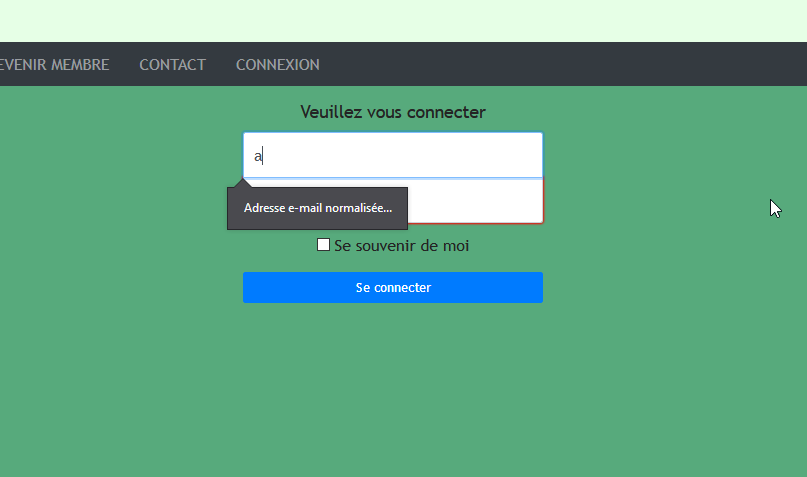 EVENIR MEMBRE CONTACT CONNEXION
Veuillez vous connecter
a
Adresse e-mail normalisée...
Se souvenir de moi
Se connecter